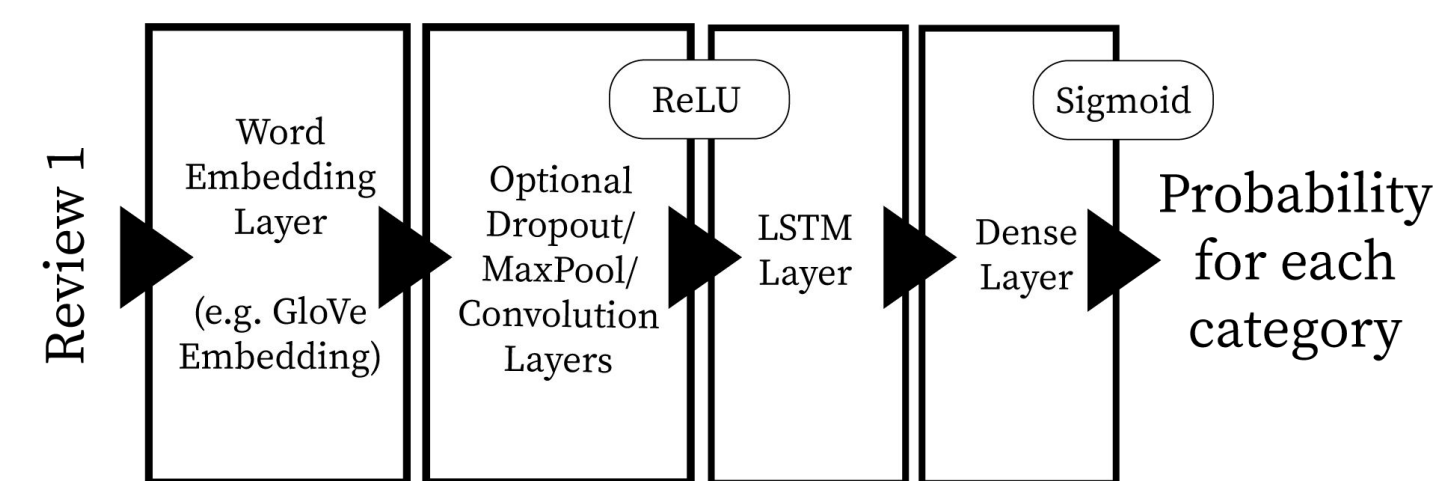 Review 1
Word
Embedding
Layer
(e.g. GloVe
Embedding)
Optional
Dropout/
MaxPool/
Convolution
Layers
ReLU
LSTM
Layer
Dense
Layer
Sigmoid
Probability
for each
category